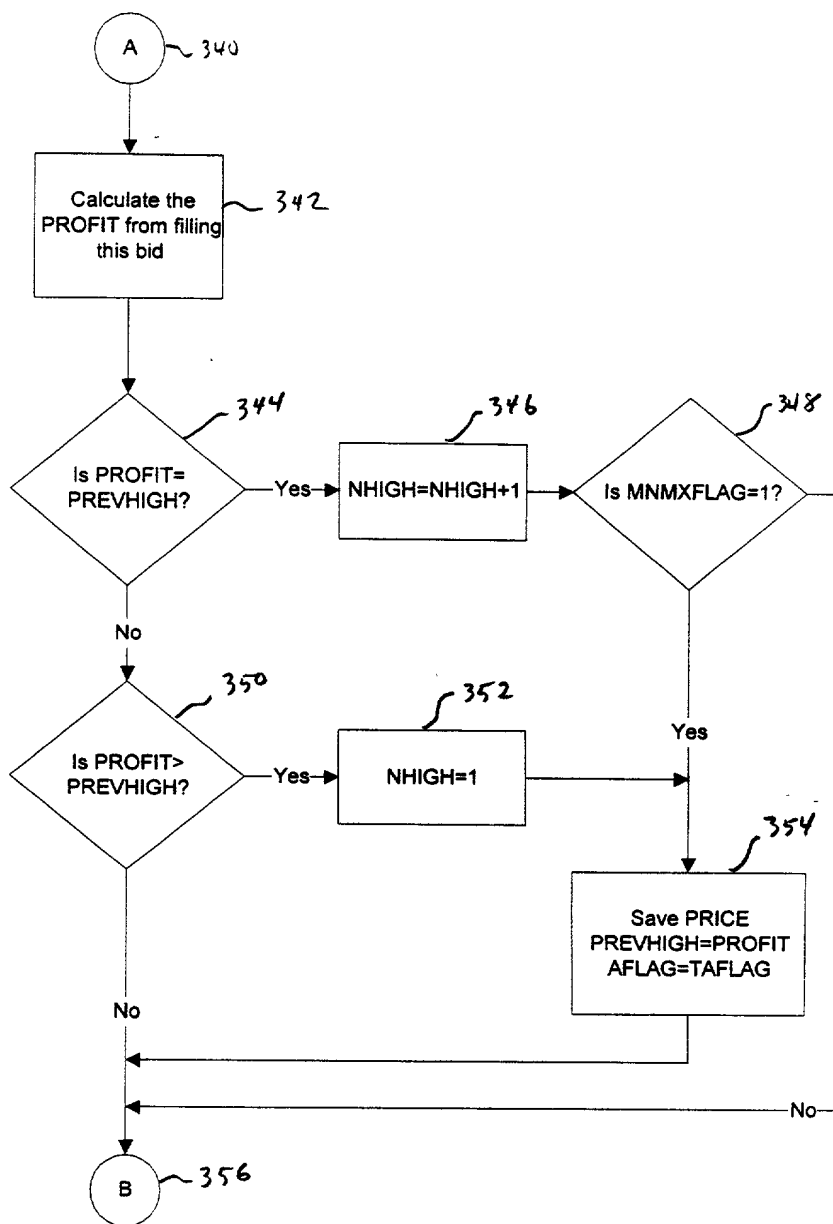 A
340
Calculate the
PROFIT from filling
this bid
342
344
Is PROFIT=
PREVHIGH?
Yes
346
NHIGH=NHIGH+1
348
Is MNMXFLAG=1?
No
350
Is PROFIT>
PREVHIGH?
Yes
352
NHIGH=1
Yes
354
Save PRICE
PREVHIGH=PROFIT
AFLAG=TAFLAG
No
No
B
356